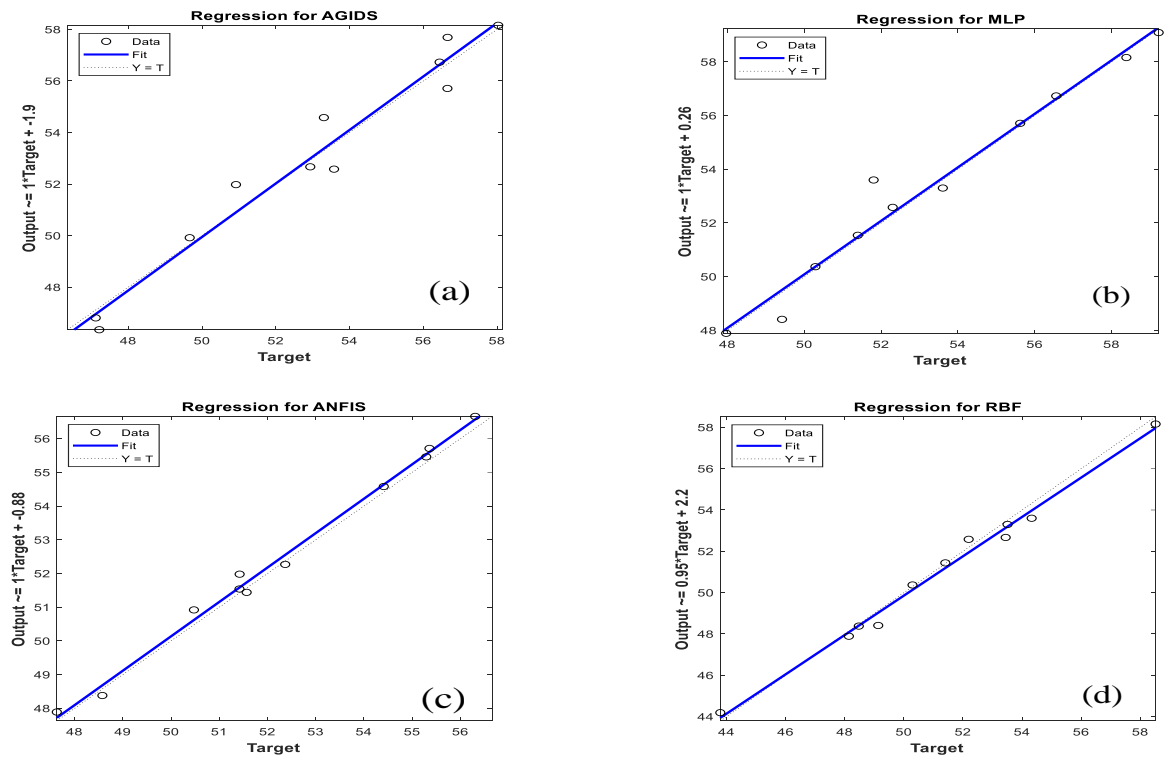 Regression for AGIDS
Data
Fit
Y = T
Output ~= 1*Target + -1.9
58
56
54
52
50
48
48 50 52 54 56 58
Target
(a)
Regression for MLP
Data
Fit
Y = T
Output ~= 1*Target + 0.26
58
56
54
52
50
48
48 50 52 54 56 58
Target
(b)
Regression for ANFIS
Data
Fit
Y = T
Output ~= 1*Target + -0.88
56
55
54
53
52
51
50
49
48
48 49 50 51 52 53 54 55 56
Target
(c)
Regression for RBF
Data
Fit
Y = T
Output ~= 0.95*Target + 2.2
58
56
54
52
50
48
46
44
44 46 48 50 52 54 56 58
Target
(d)